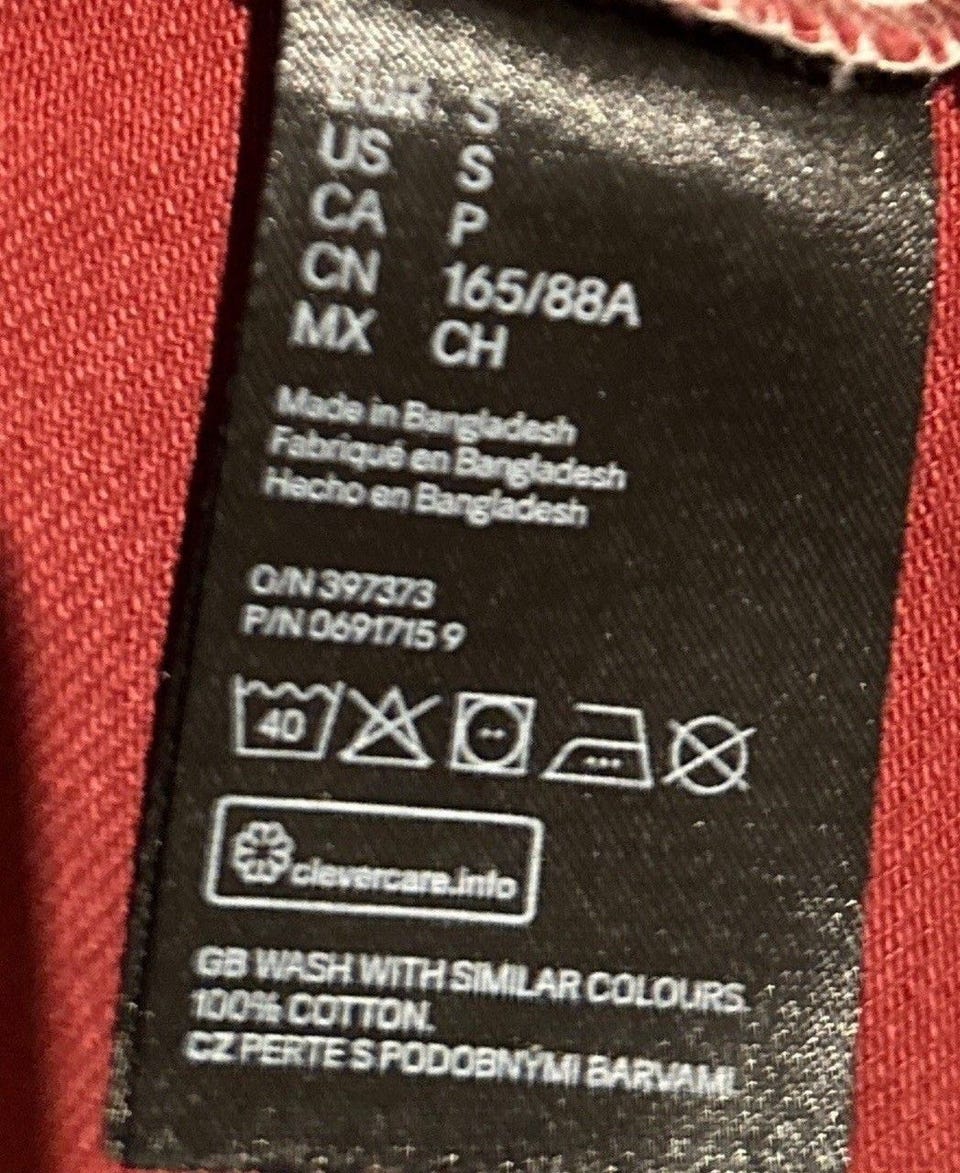 EUR S
US S
CA P
CN 165/88A
MX CH
Made in Bangladesh
Fabriqué en Bangladesh
Hecho en Bangladesh
O/N 397373
P/N 0691715 9
40
clevercare.info
GB WASH WITH SIMILAR COLOURS.
100% COTTON.
CZ PERTE S PODOBNÝMI BARVAMI.